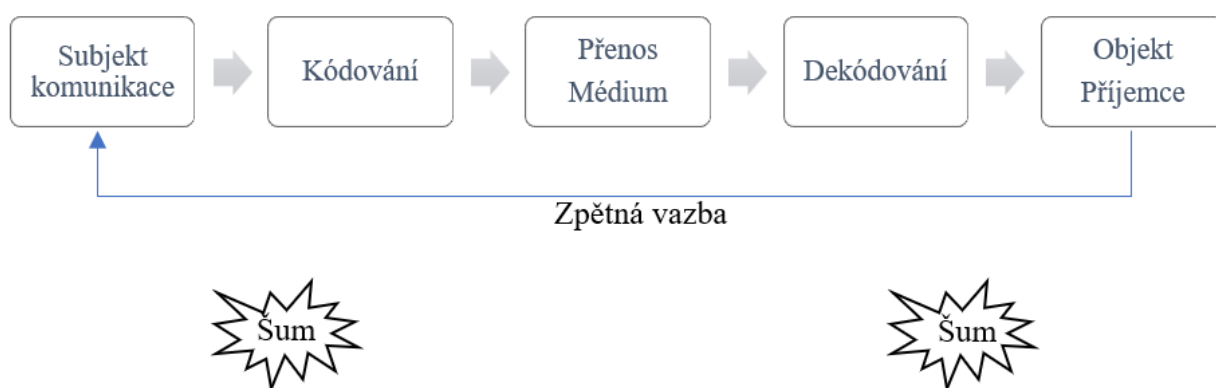 Subjekt
komunikace
Kódování
Přenos
Médium
Dekódování
Objekt
Příjemce
Zpětná vazba
Šum
Šum